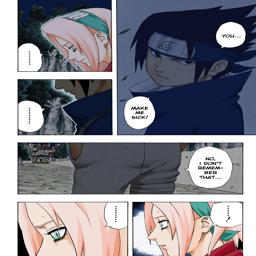 YOU...
.......
MAKE
ME
SICK!
.......
NO,
I DON'T
REMEM-
BER
THAT...
.......
.......